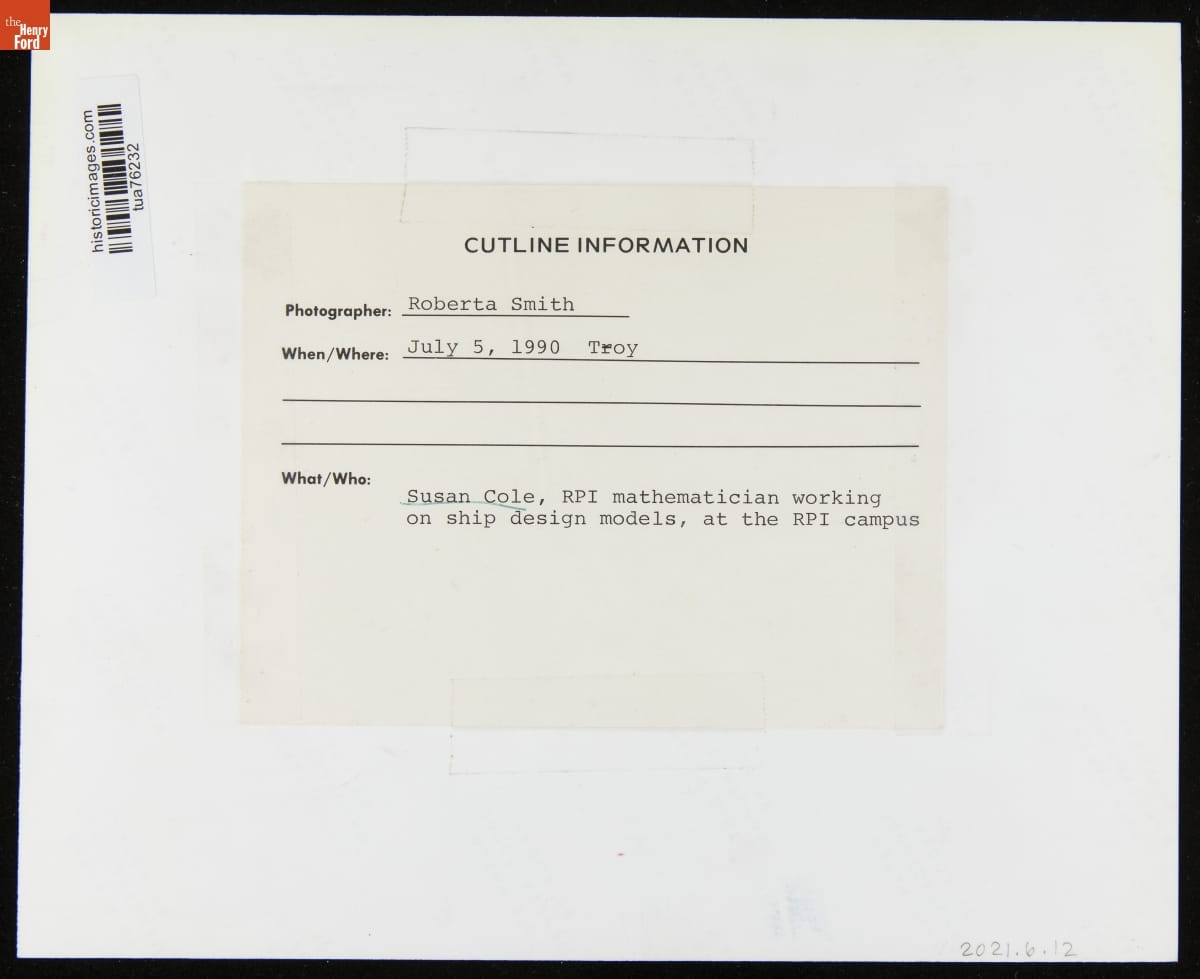 the
Henry
Ford
historicimages.com
tua76232
CUTLINE INFORMATION
Photographer: Roberta Smith
When/Where: July 5, 1990 Troy
What/Who:
Susan Cole, RPI mathematician working
on ship design models, at the RPI campus
2021.6.12